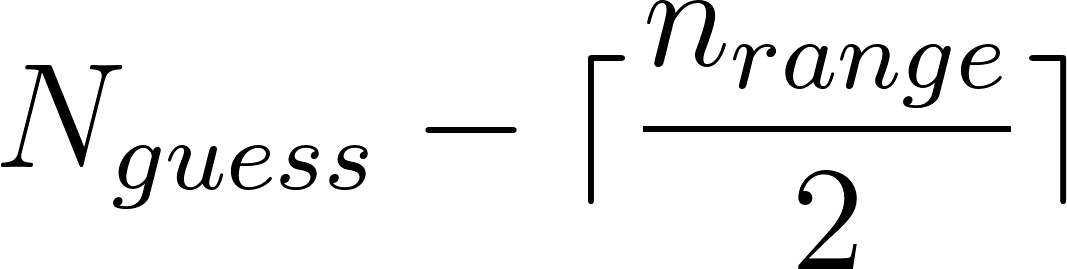 N_{guess} - \lceil \frac{n_{range}}{2} \rceil